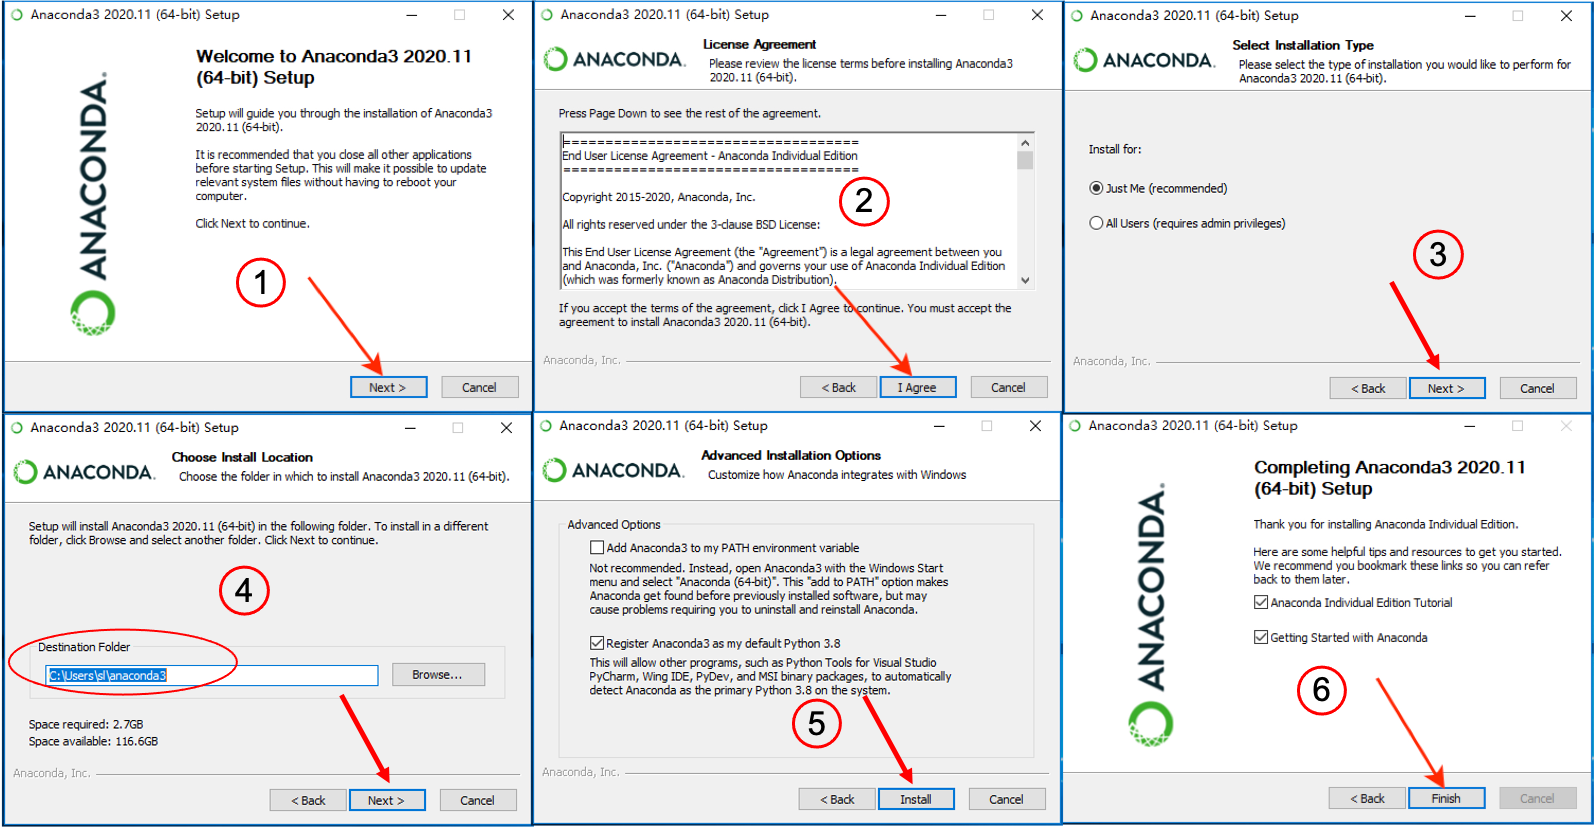 Anaconda3 2020.11 (64-bit) Setup
ANACONDA.
Welcome to Anaconda3 2020.11
(64-bit) Setup
Setup will guide you through the installation of Anaconda3
2020.11 (64-bit).
It is recommended that you close all other applications
before starting Setup. This will make it possible to update
relevant system files without having to reboot your
computer.
Click Next to continue.
1
Next >
Cancel
Anaconda3 2020.11 (64-bit) Setup
ANACONDA.
License Agreement
Please review the license terms before installing Anaconda3
2020.11 (64-bit).
Press Page Down to see the rest of the agreement.
===================================
End User License Agreement - Anaconda Individual Edition
===================================
Copyright 2015-2020, Anaconda, Inc.
All rights reserved under the 3-clause BSD License:
This End User License Agreement (the "Agreement") is a legal agreement between you
and Anaconda, Inc. ("Anaconda") and governs your use of Anaconda Individual Edition
(which was formerly known as Anaconda Distribution).
2
If you accept the terms of the agreement, click I Agree to continue. You must accept the
agreement to install Anaconda3 2020.11 (64-bit).
Anaconda, Inc.
< Back
I Agree
Cancel
Anaconda3 2020.11 (64-bit) Setup
ANACONDA.
Select Installation Type
Please select the type of installation you would like to perform for
Anaconda3 2020.11 (64-bit).
Install for:
Just Me (recommended)
All Users (requires admin privileges)
3
Anaconda, Inc.
< Back
Next >
Cancel
Anaconda3 2020.11 (64-bit) Setup
ANACONDA.
Choose Install Location
Choose the folder in which to install Anaconda3 2020.11 (64-bit).
Setup will install Anaconda3 2020.11 (64-bit) in the following folder. To install in a different
folder, click Browse and select another folder. Click Next to continue.
4
Destination Folder
C:\Users\sl\anaconda3
Browse...
Space required: 2.7GB
Space available: 116.6GB
Anaconda, Inc.
< Back
Next >
Cancel
Anaconda3 2020.11 (64-bit) Setup
ANACONDA.
Advanced Installation Options
Customize how Anaconda integrates with Windows
Advanced Options
Add Anaconda3 to my PATH environment variable
Not recommended. Instead, open Anaconda3 with the Windows Start
menu and select "Anaconda (64-bit)". This "add to PATH" option makes
Anaconda get found before previously installed software, but may
cause problems requiring you to uninstall and reinstall Anaconda.
Register Anaconda3 as my default Python 3.8
This will allow other programs, such as Python Tools for Visual Studio
PyCharm, Wing IDE, PyDev, and MSI binary packages, to automatically
detect Anaconda as the primary Python 3.8 on the system.
5
Anaconda, Inc.
< Back
Install
Cancel
Anaconda3 2020.11 (64-bit) Setup
ANACONDA.
Completing Anaconda3 2020.11
(64-bit) Setup
Thank you for installing Anaconda Individual Edition.
Here are some helpful tips and resources to get you started.
We recommend you bookmark these links so you can refer
back to them later.
Anaconda Individual Edition Tutorial
Getting Started with Anaconda
6
< Back
Finish
Cancel